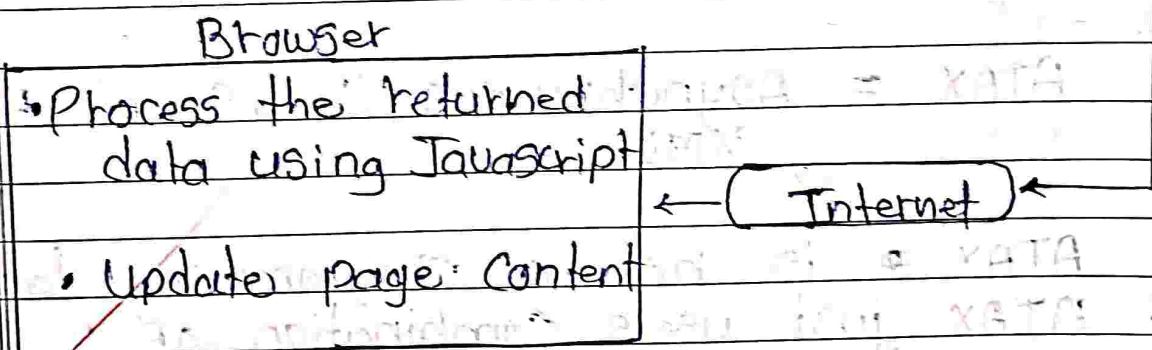 Browser
• Process the returned
data using Javascript
← Internet ←
• Update page Content